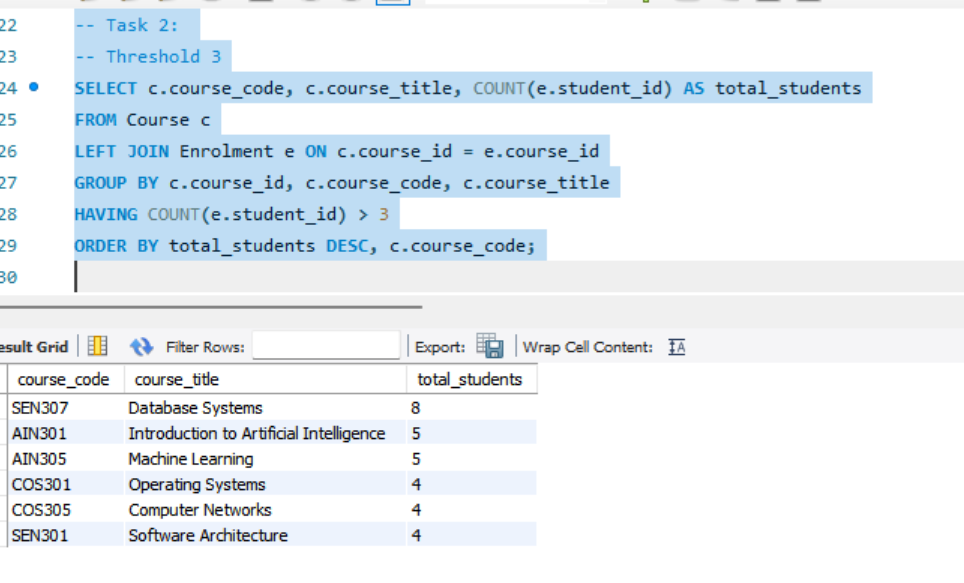 22 -- Task 2:
23 -- Threshold 3
24 SELECT c.course_code, c.course_title, COUNT(e.student_id) AS total_students
25 FROM Course c
26 LEFT JOIN Enrolment e ON c.course_id = e.course_id
27 GROUP BY c.course_id, c.course_code, c.course_title
28 HAVING COUNT(e.student_id) > 3
29 ORDER BY total_students DESC, c.course_code;
30
esult Grid Filter Rows: Export: Wrap Cell Content: IA
course_code course_title total_students
SEN307 Database Systems 8
AIN301 Introduction to Artificial Intelligence 5
AIN305 Machine Learning 5
COS301 Operating Systems 4
COS305 Computer Networks 4
SEN301 Software Architecture 4